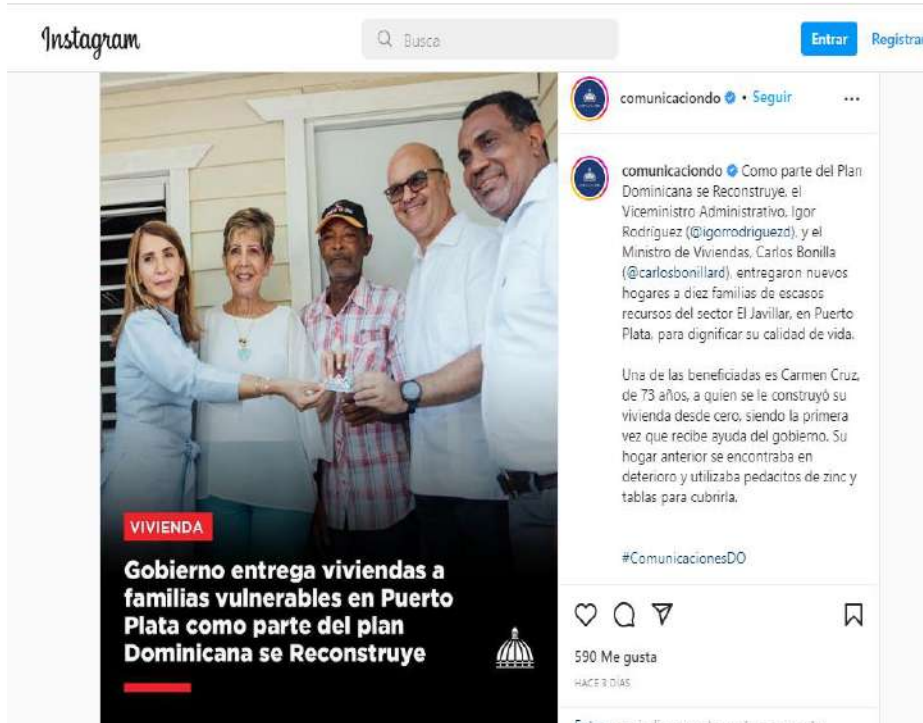 Instagram
Busca
Entrar
Registrar
comunicaciondo • Seguir
comunicaciondo Como parte del Plan
Dominicana se Reconstruye, el
Viceministro Administrativo, Igor
Rodríguez (@igorrodriguezd), y el
Ministro de Viviendas, Carlos Bonilla
(@carlosbonillard), entregaron nuevos
hogares a diez familias de escasos
recursos del sector El Javillar, en Puerto
Plata, para dignificar su calidad de vida.
Una de las beneficiadas es Carmen Cruz,
de 73 años, a quien se le construyó su
vivienda desde cero, siendo la primera
vez que recibe ayuda del gobierno. Su
hogar anterior se encontraba en
deterioro y utilizaba pedacitos de zinc y
tablas para cubrirla.
#ComunicacionesDO
590 Me gusta
HACE 3 DÍAS
VIVIENDA
Gobierno entrega viviendas a
familias vulnerables en Puerto
Plata como parte del plan
Dominicana se Reconstruye